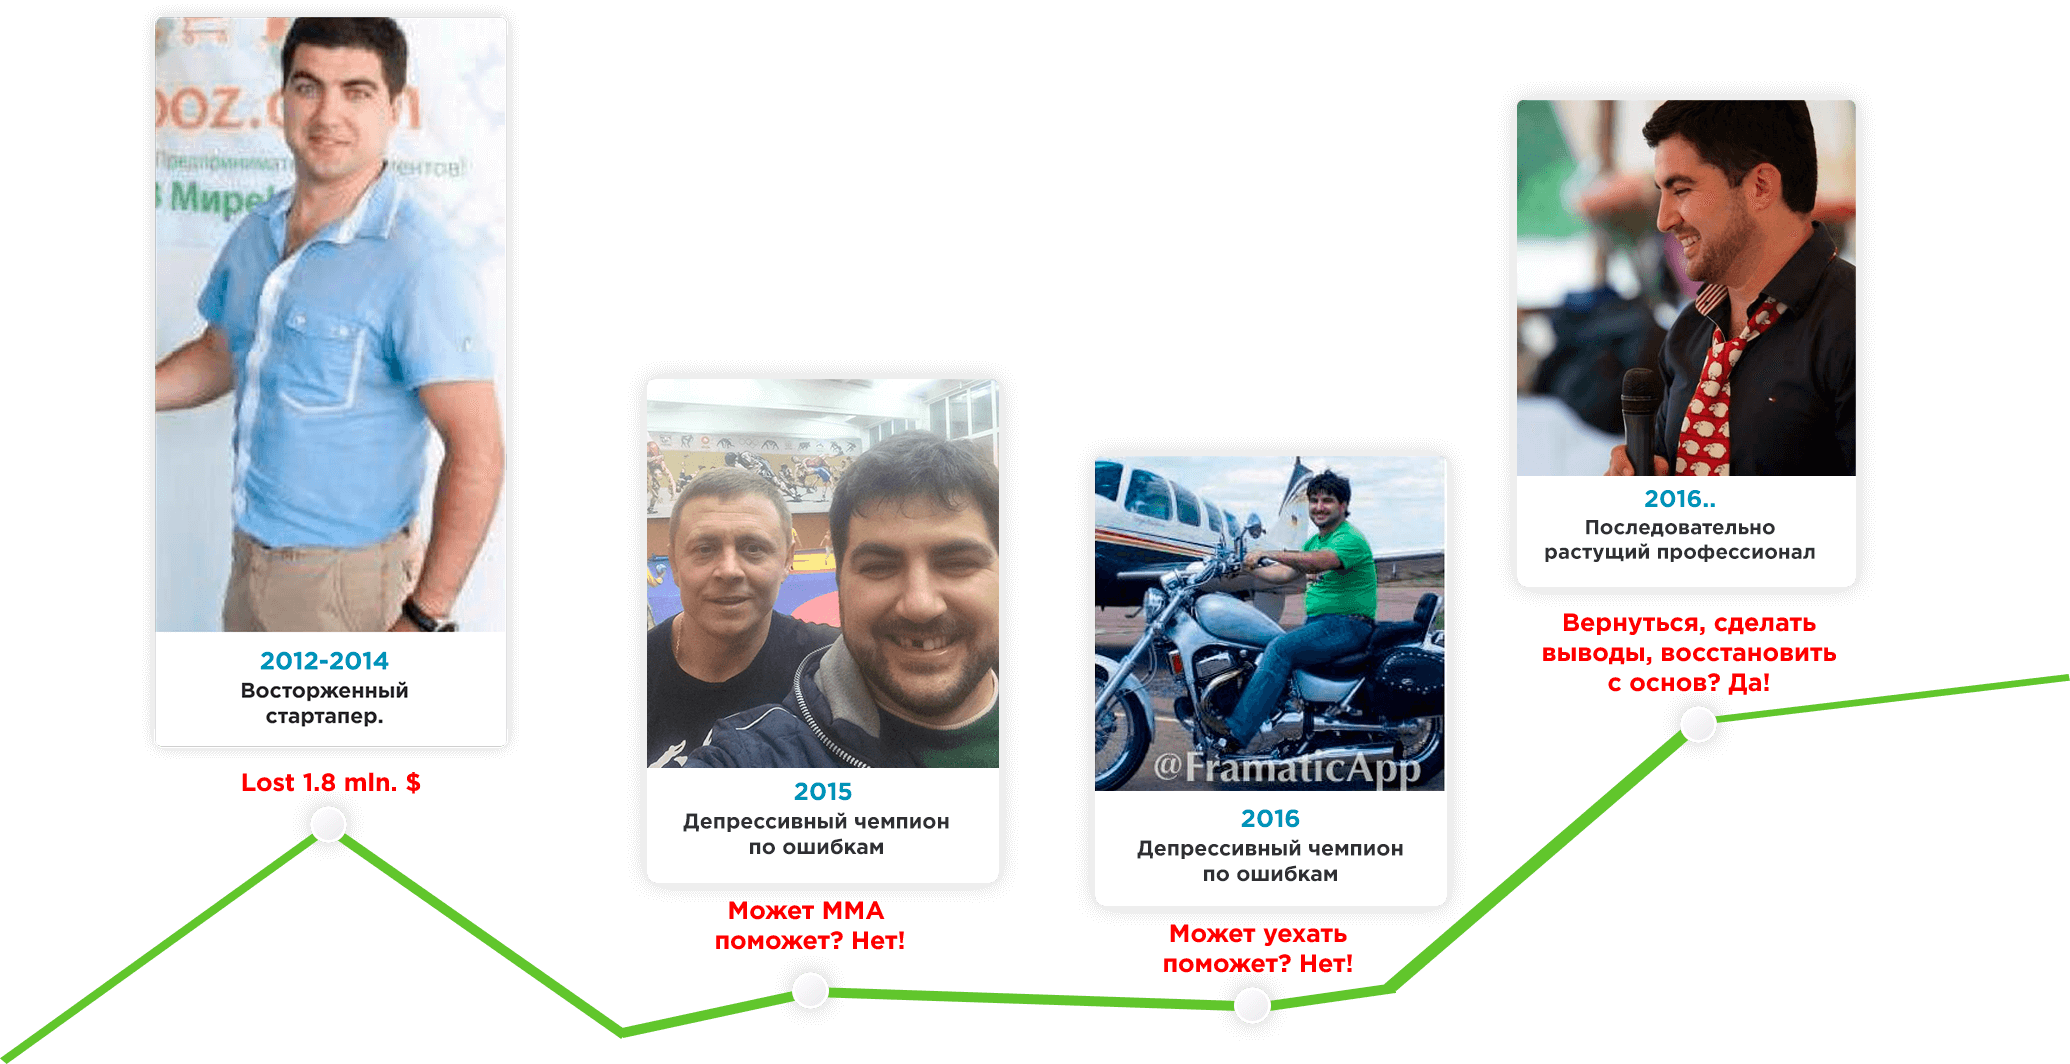 ooz.
Предпринимат
ентов!
В Мире!
2012-2014
Восторженный
стартапер.
Lost 1.8 mln. $
2015
Депрессивный чемпион
по ошибкам
Может ММА
поможет? Нет!
@FramaticApp
2016
Депрессивный чемпион
по ошибкам
Может уехать
поможет? Нет!
2016..
Последовательно
растущий профессионал
Вернуться, сделать
выводы, восстановить
с основ? Да!